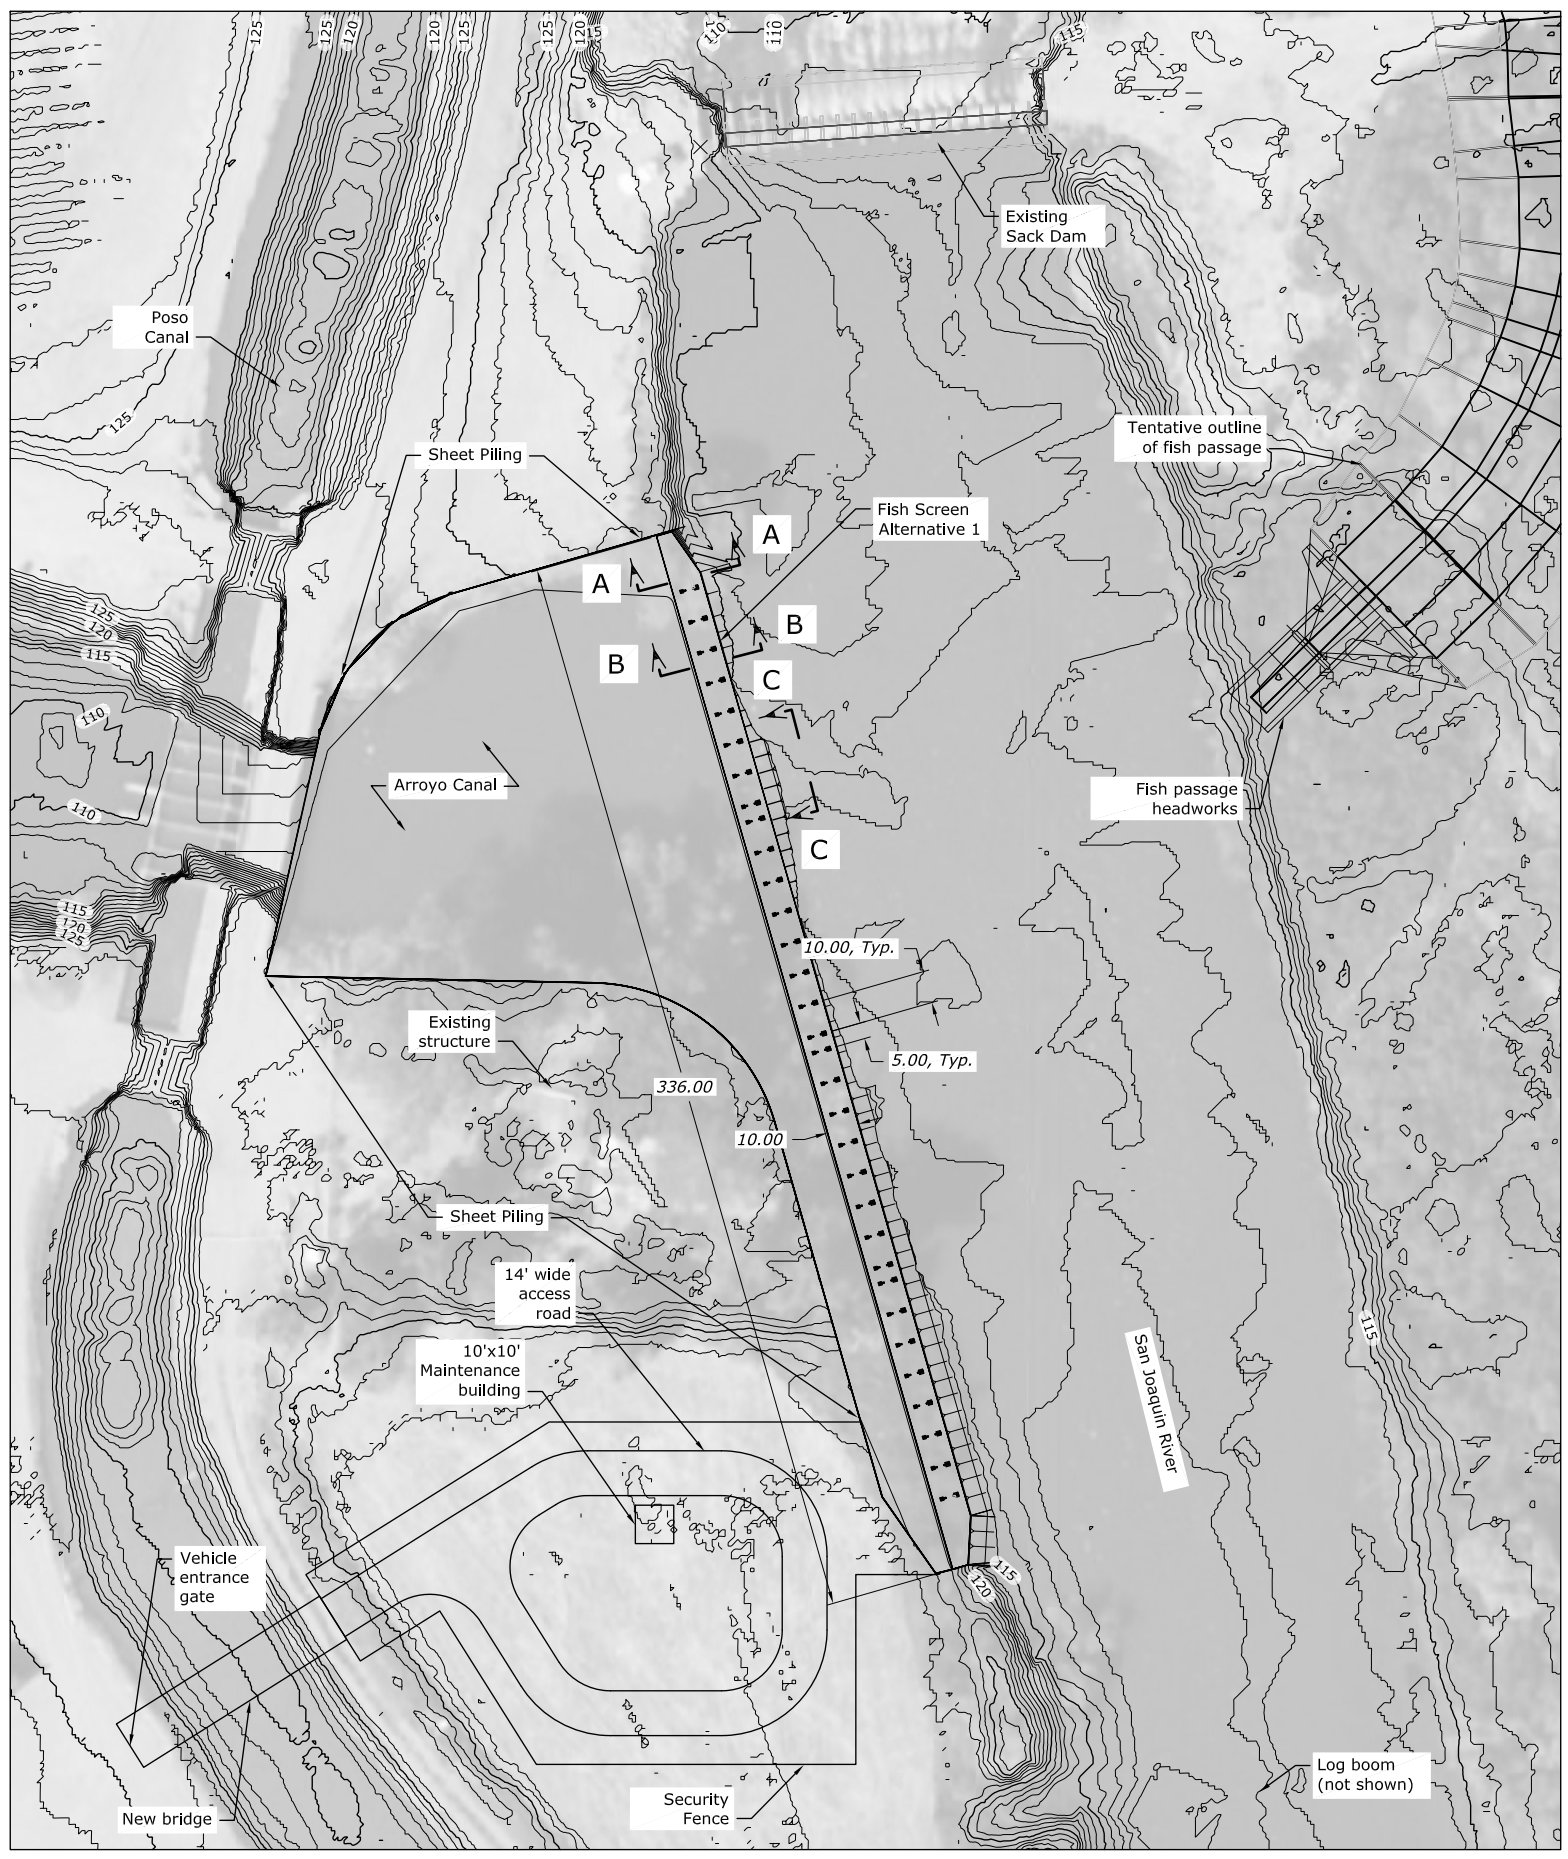 125
125
120
120
125
125
120
115
110
110
115
Existing
Sack Dam
Poso
Canal
125
Sheet Piling
Tentative outline
of fish passage
Fish Screen
Alternative 1
A
A
B
B
C
125
120
115
110
Arroyo Canal
Fish passage
headworks
110
C
115
120
125
10.00, Typ.
Existing
structure
5.00, Typ.
336.00
10.00
Sheet Piling
14' wide
access
road
10'x10'
Maintenance
building
115
San Joaquin River
Vehicle
entrance
gate
115
120
Log boom
(not shown)
New bridge
Security
Fence